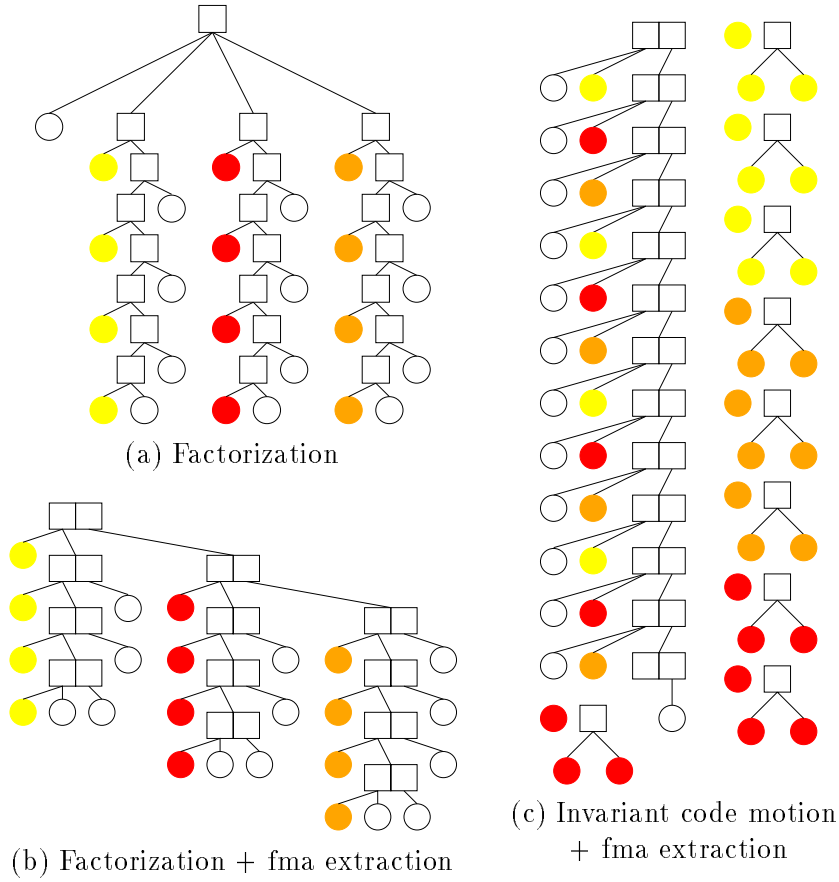 (a) Factorization
(b) Factorization + fma extraction
(c) Invariant code motion
+ fma extraction